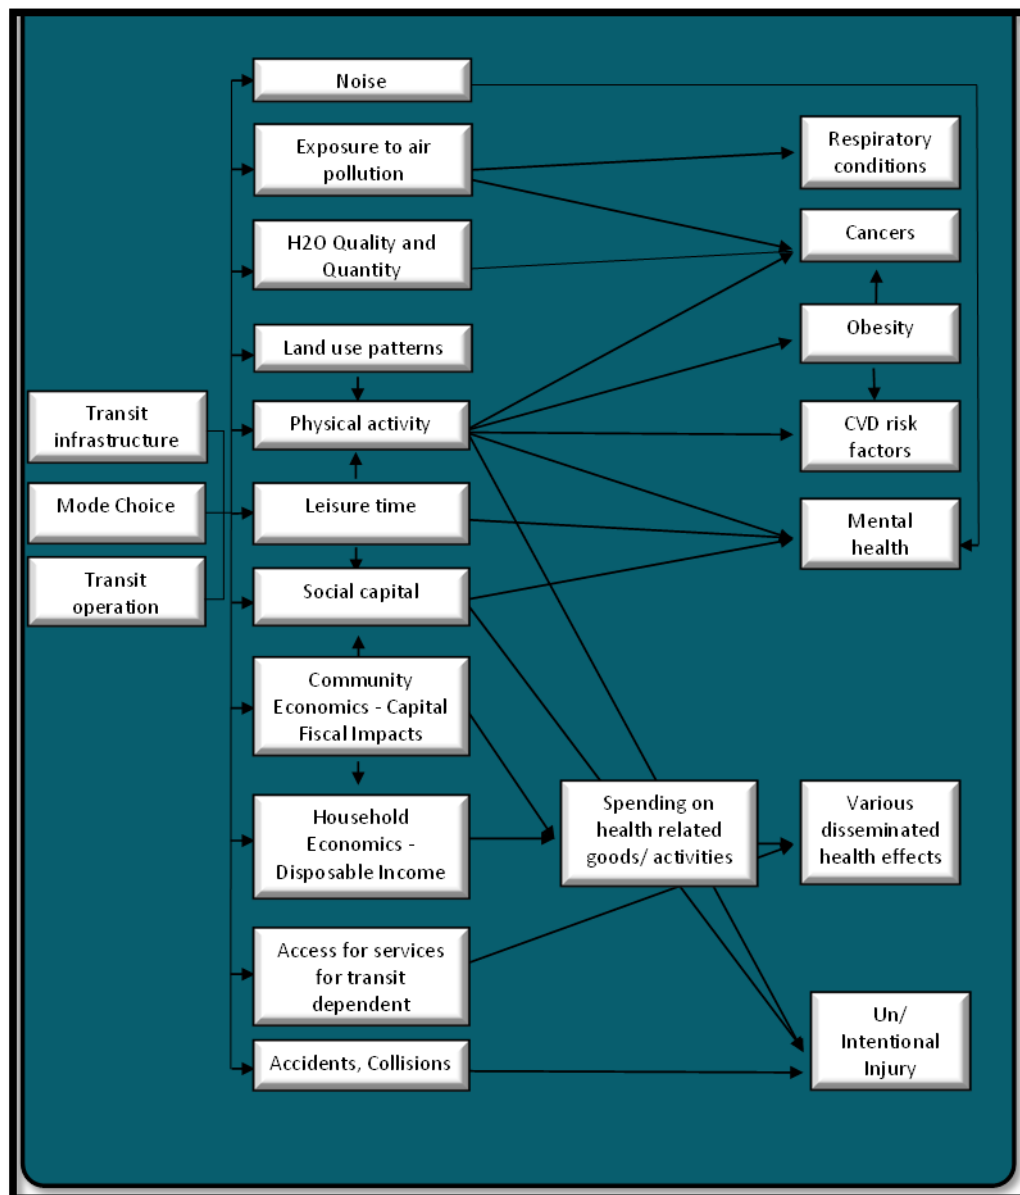 Noise
Exposure to air
pollution
H2O Quality and
Quantity
Land use patterns
Physical activity
Leisure time
Social capital
Community
Economics - Capital
Fiscal Impacts
Household
Economics -
Disposable Income
Access for services
for transit
dependent
Accidents, Collisions
Transit
infrastructure
Mode Choice
Transit
operation
Spending on
health related
goods/ activities
Respiratory
conditions
Cancers
Obesity
CVD risk
factors
Mental
health
Various
disseminated
health effects
Un/
Intentional
Injury